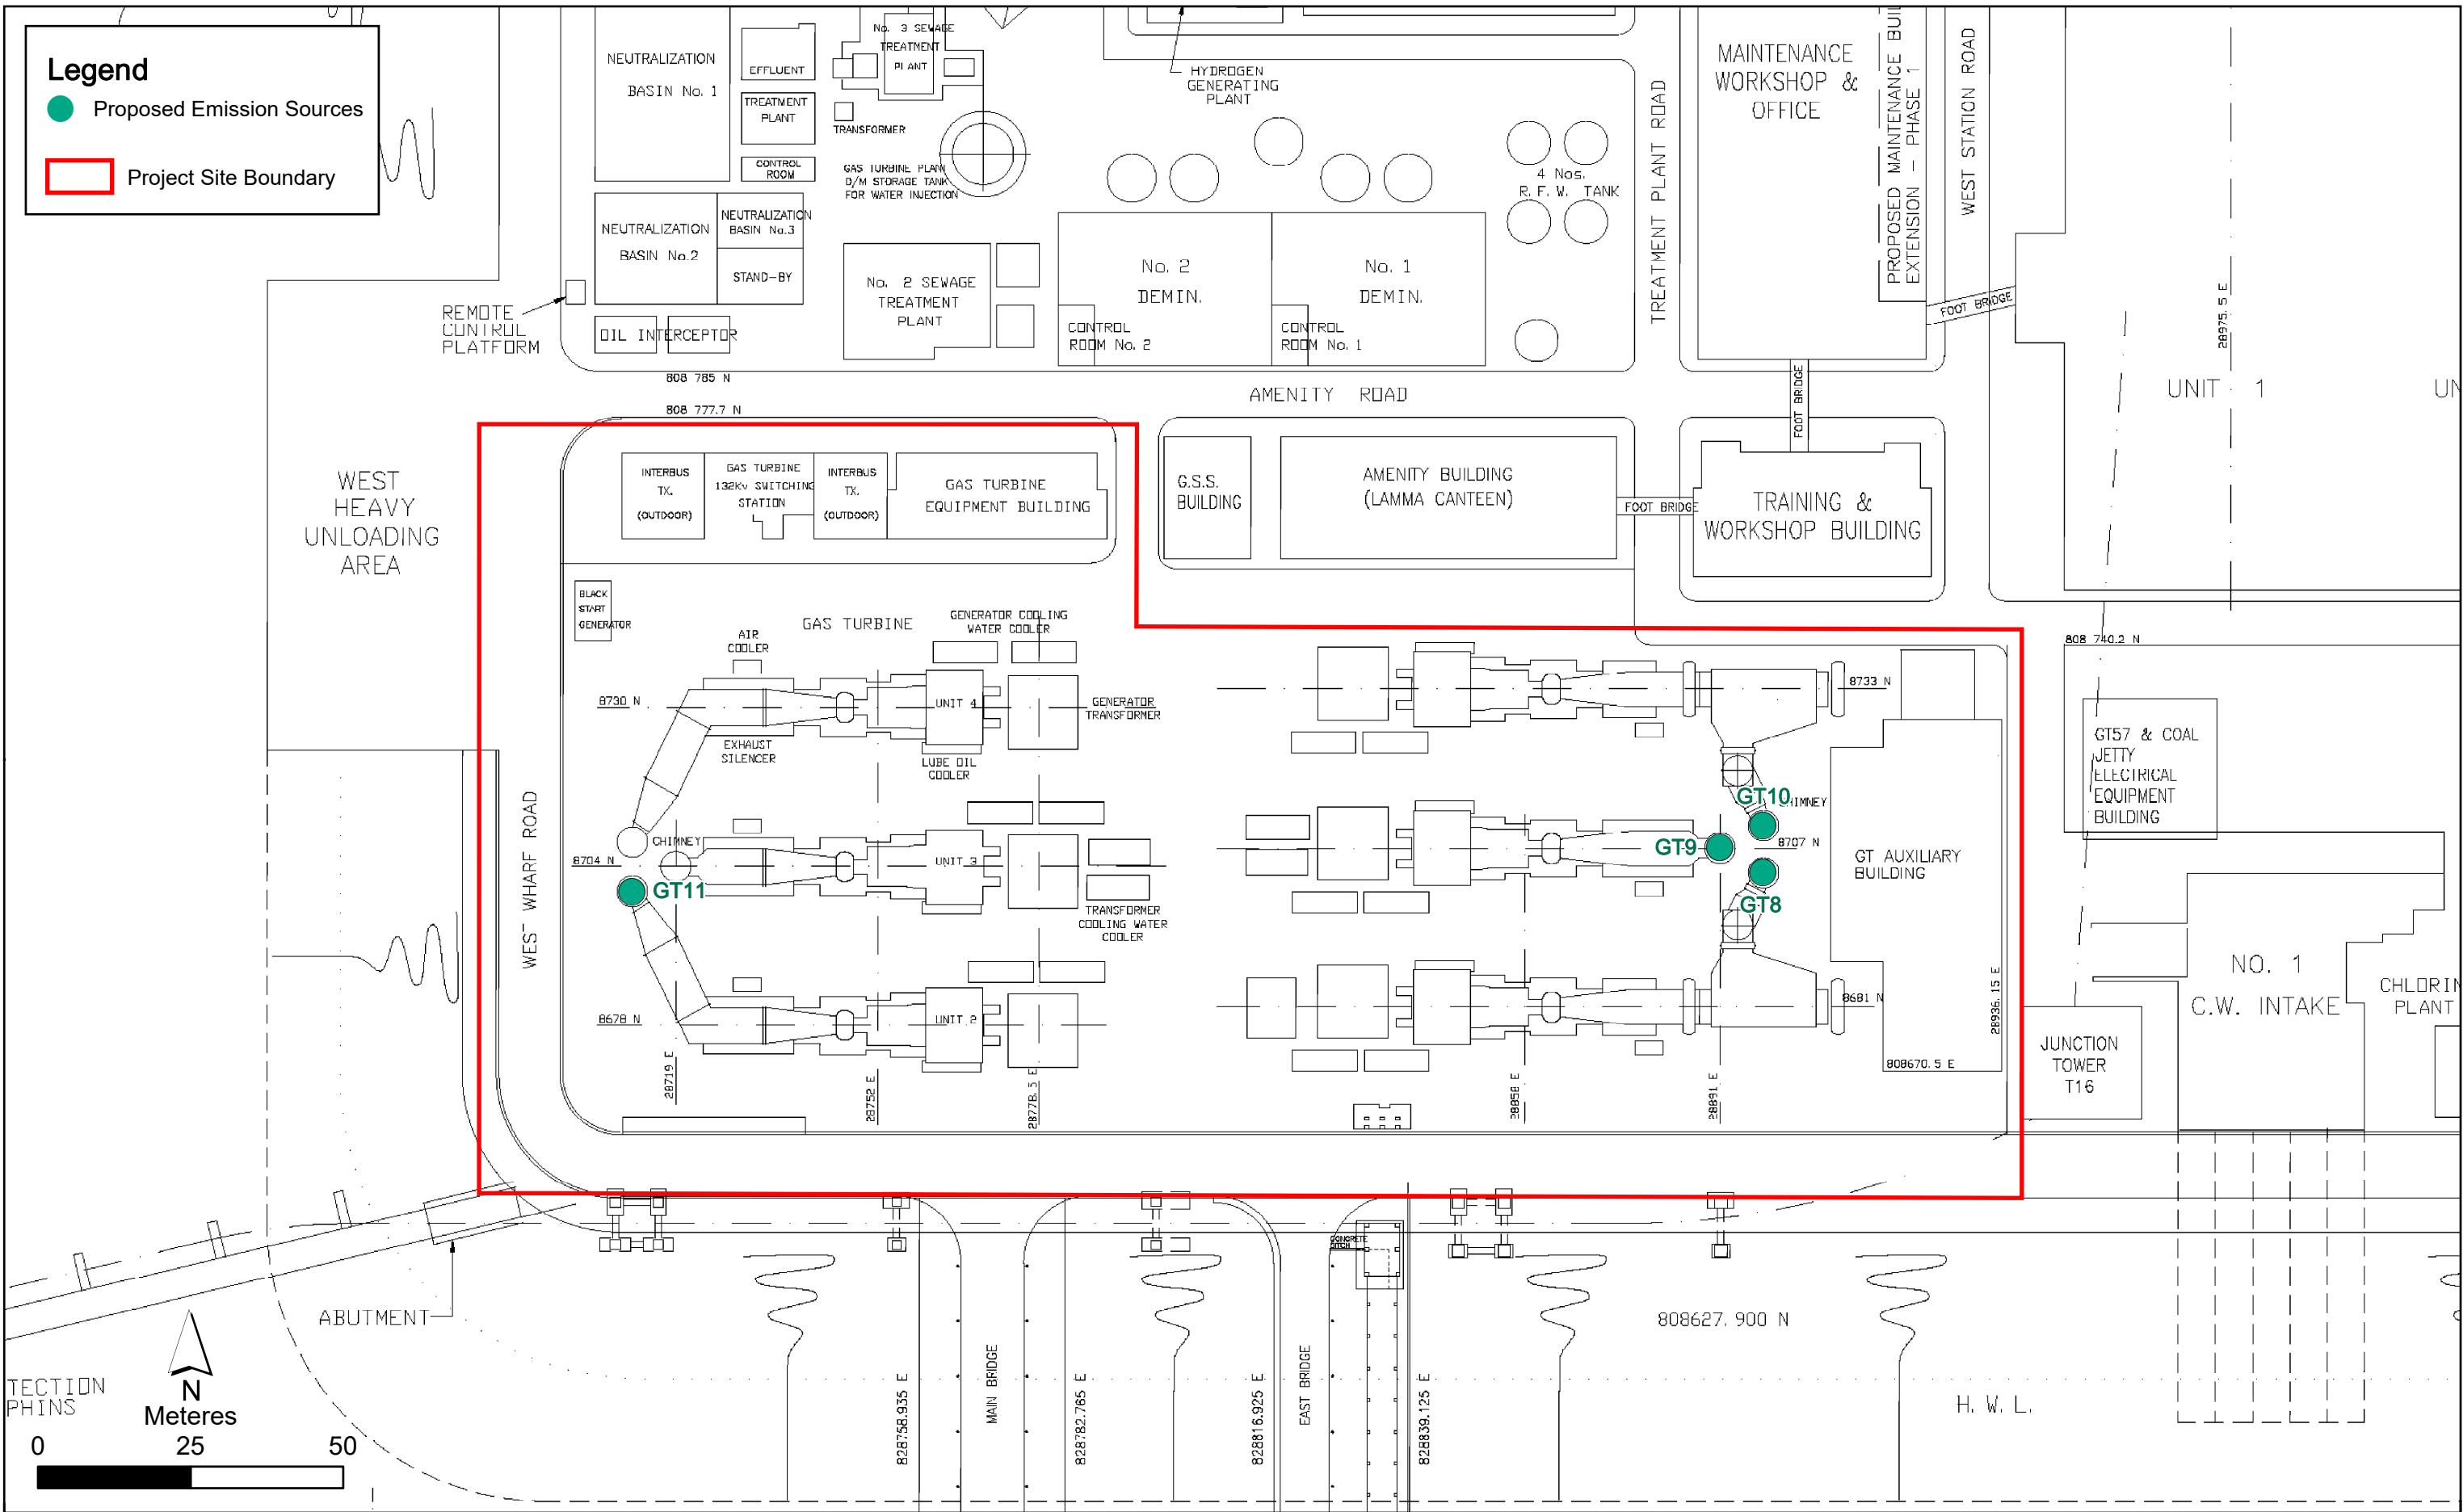 Legend
Proposed Emission Sources
Project Site Boundary
NEUTRALIZATION
BASIN No. 1
EFFLUENT
TREATMENT
PLANT
CONTROL
ROOM
No. 3 SEWAGE
TREATMENT
PLANT
TRANSFORMER
GAS TURBINE PLANT
D/M STORAGE TANK
FOR WATER INJECTION
HYDROGEN
GENERATING
PLANT
4 Nos.
R. F. W. TANK
TREATMENT PLANT ROAD
MAINTENANCE
WORKSHOP &
OFFICE
PROPOSED MAINTENANCE
EXTENSION - PHASE 1
WEST STATION ROAD
NEUTRALIZATION
BASIN No.2
NEUTRALIZATION
BASIN No.3
STAND-BY
No. 2 SEWAGE
TREATMENT
PLANT
No. 2
DEMIN.
No. 1
DEMIN.
CONTROL
ROOM No. 2
CONTROL
ROOM No. 1
REMOTE
CONTROL
PLATFORM
OIL INTERCEPTOR
FOOT BRIDGE
28975.5 E
UNIT 1
UN
808 785 N
808 777.7 N
AMENITY ROAD
FOOT BRIDGE
WEST
HEAVY
UNLOADING
AREA
INTERBUS
TX.
(OUTDOOR)
GAS TURBINE
132Kv SWITCHING
STATION
INTERBUS
TX.
(OUTDOOR)
GAS TURBINE
EQUIPMENT BUILDING
G.S.S.
BUILDING
AMENITY BUILDING
(LAMMA CANTEEN)
FOOT BRIDGE
TRAINING &
WORKSHOP BUILDING
BLACK
START
GENERATOR
AIR
COOLER
GAS TURBINE
GENERATOR COOLING
WATER COOLER
808 740.2 N
8730 N
UNIT 4
GENERATOR
TRANSFORMER
8733 N
EXHAUST
SILENCER
LUBE OIL
COOLER
GT57 & COAL
JETTY
ELECTRICAL
EQUIPMENT
BUILDING
WEST WHARF ROAD
CHIMNEY
8704 N
UNIT 3
GT11
GT10
CHIMNEY
GT9
8707 N
GT8
GT AUXILIARY
BUILDING
TRANSFORMER
COOLING WATER
COOLER
8678 N
UNIT 2
8681 N
28936.15 E
808670.5 E
NO. 1
C.W. INTAKE
CHLORIN
PLANT
JUNCTION
TOWER
T16
28719 E
28752 E
28778.5 E
28858 E
28891 E
CONCRETE
ABUTMENT
808627.900 N
H. W. L.
828758.935 E
MAIN BRIDGE
828782.765 E
828816.925 E
EAST BRIDGE
828839.125 E
TECTION
PHINS
N
Meteres
0 25 50